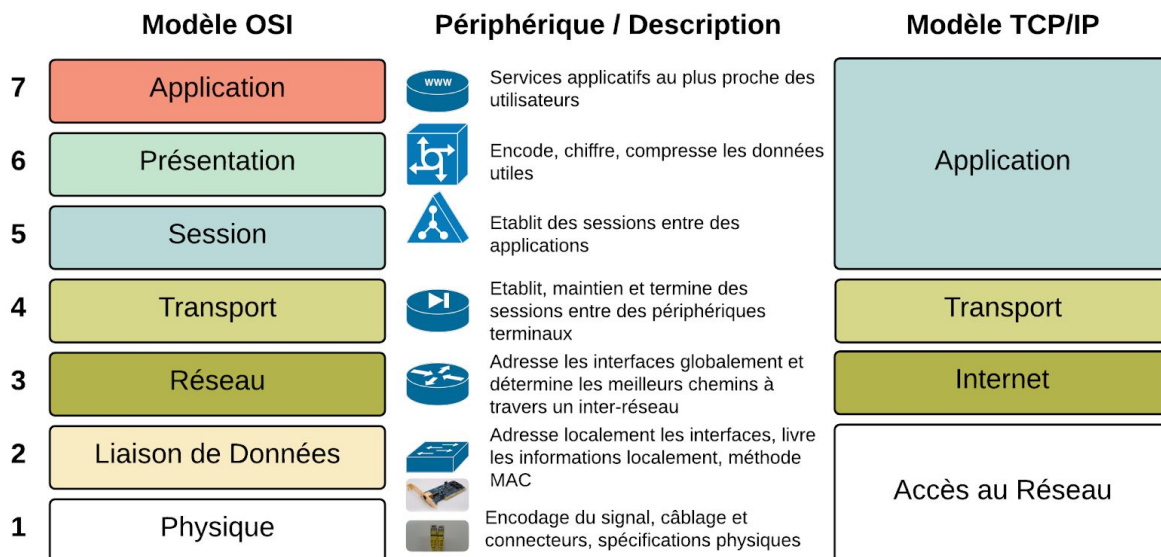 Modèle OSI
Périphérique / Description
Modèle TCP/IP
7
Application
www
Services applicatifs au plus proche des
utilisateurs
6
Présentation
Encode, chiffre, compresse les données
utiles
Application
5
Session
Etablit des sessions entre des
applications
4
Transport
Etablit, maintien et termine des
sessions entre des périphériques
terminaux
Transport
3
Réseau
Adresse les interfaces globalement et
détermine les meilleurs chemins à
travers un inter-réseau
Internet
2
Liaison de Données
Adresse localement les interfaces, livre
les informations localement, méthode
MAC
Accès au Réseau
1
Physique
Encodage du signal, câblage et
connecteurs, spécifications physiques